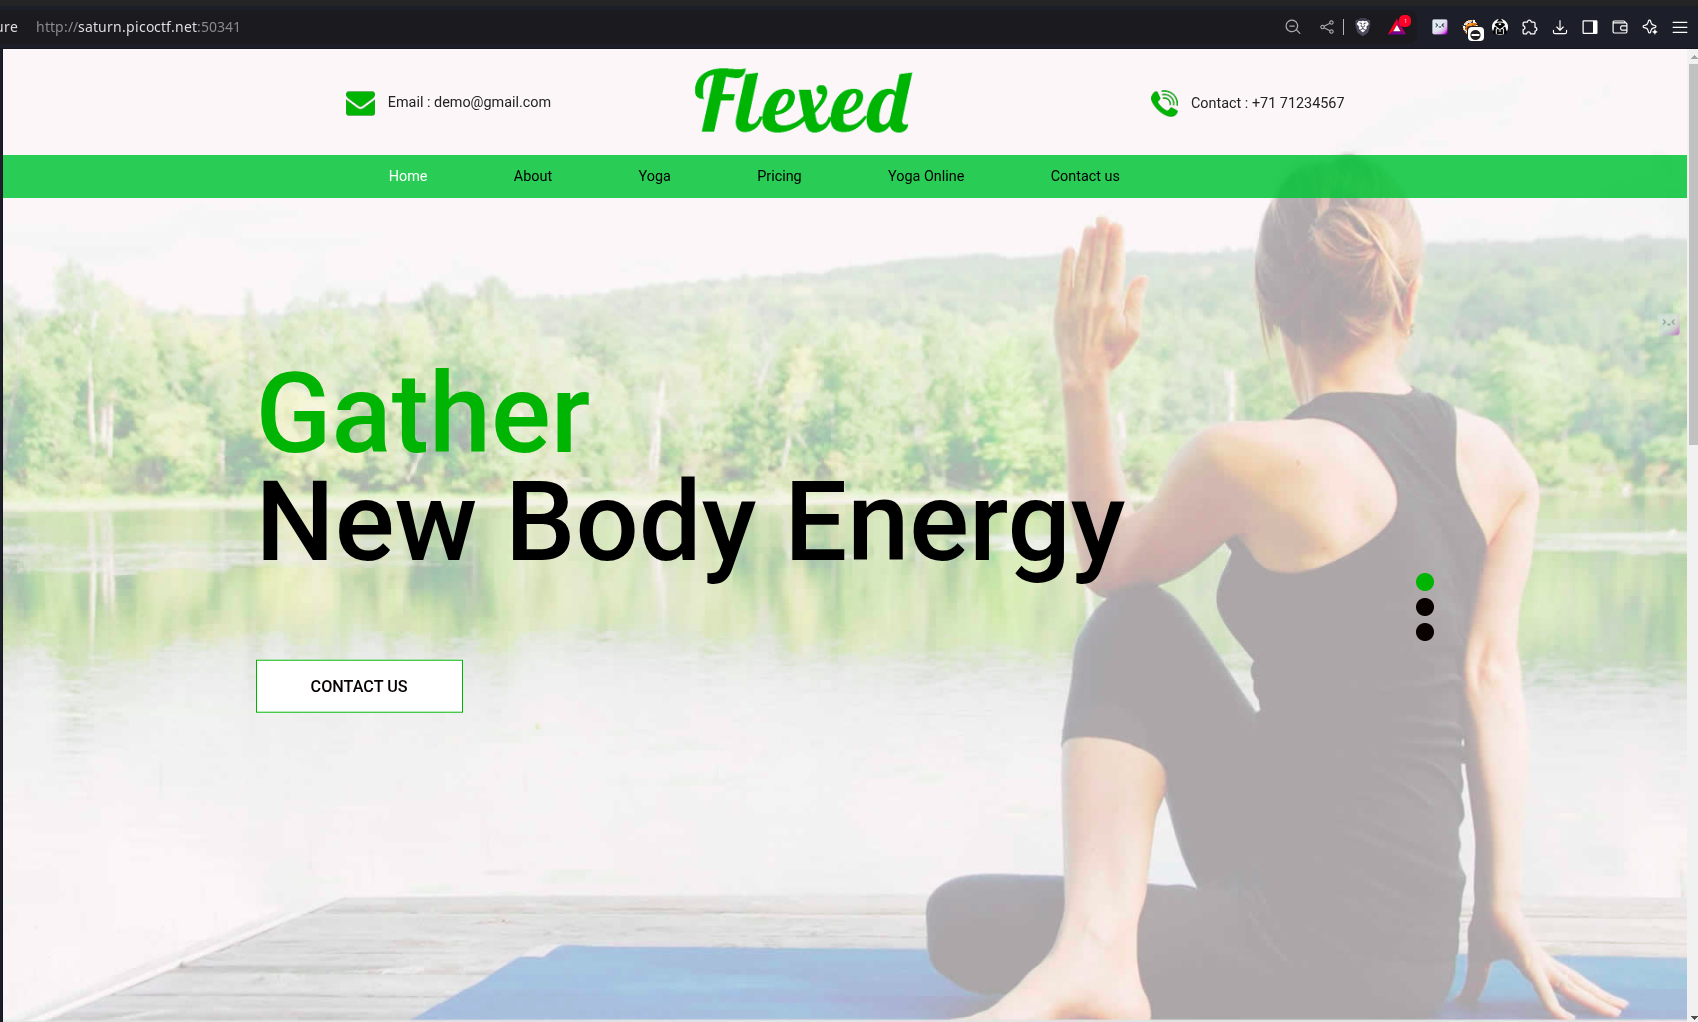 ure http://saturn.picoctf.net:50341
1
Email : demo@gmail.com
Flexed
Contact : +71 71234567
Home About Yoga Pricing Yoga Online Contact us
Gather
New Body Energy
CONTACT US